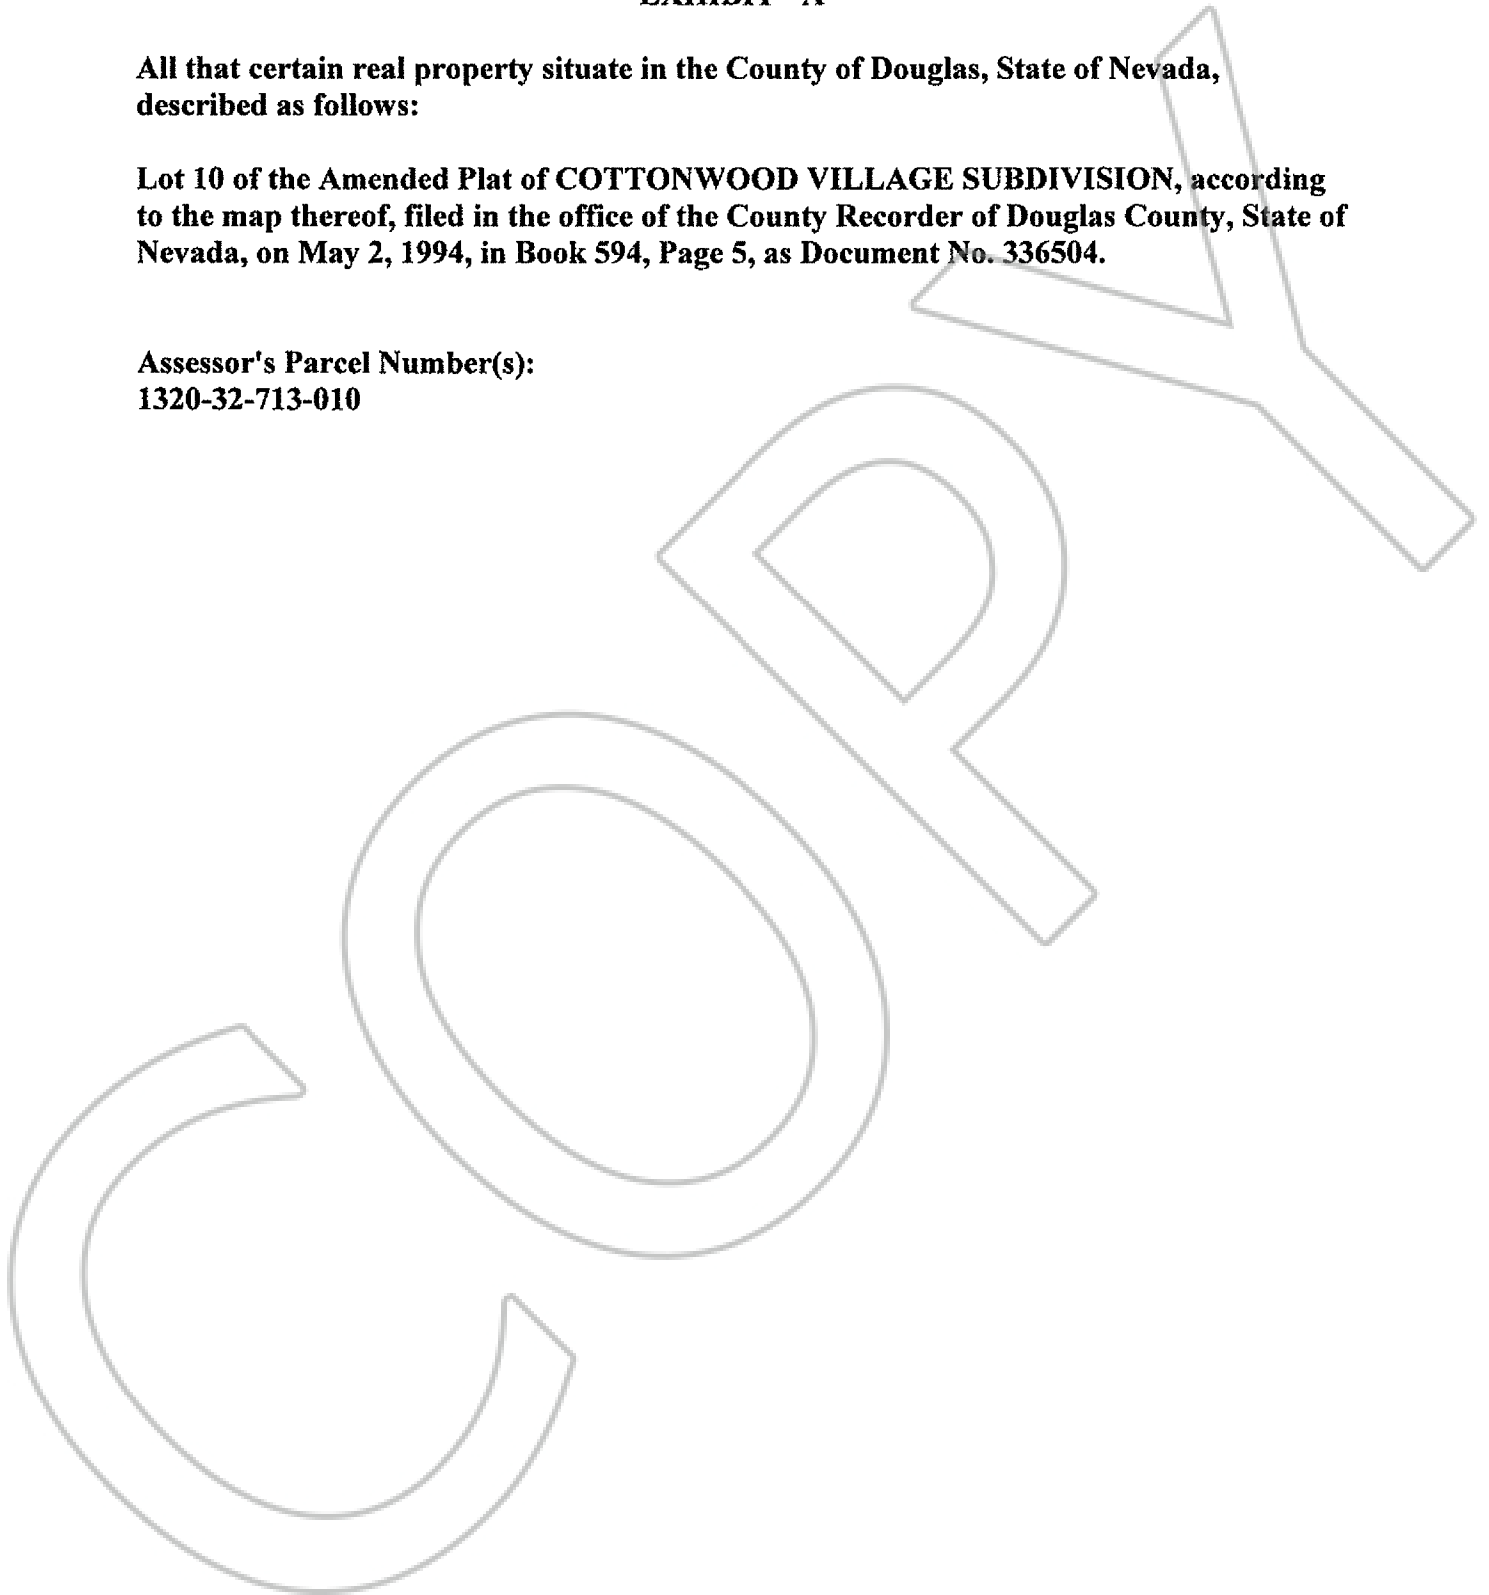 All that certain real property situate in the County of Douglas, State of Nevada,
described as follows:
Lot 10 of the Amended Plat of COTTONWOOD VILLAGE SUBDIVISION, according
to the map thereof, filed in the office of the County Recorder of Douglas County, State of
Nevada, on May 2, 1994, in Book 594, Page 5, as Document No. 336504.
Assessor's Parcel Number(s):
1320-32-713-010
COPY